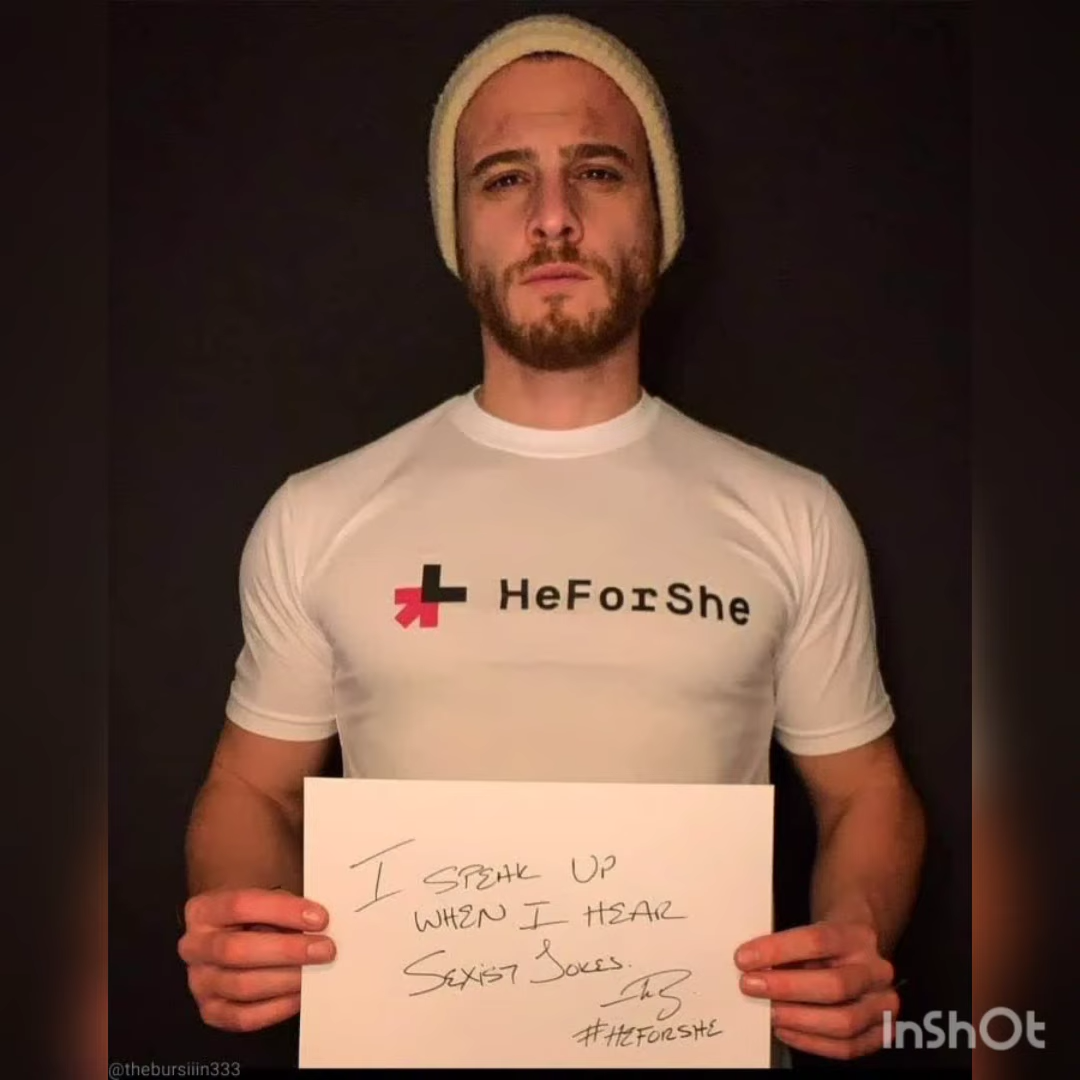 HeForShe
I SPEAK UP
WHEN I HEAR
SEXIST JOKES.
#HEFORSHE
InShOt
@thebursiiin333